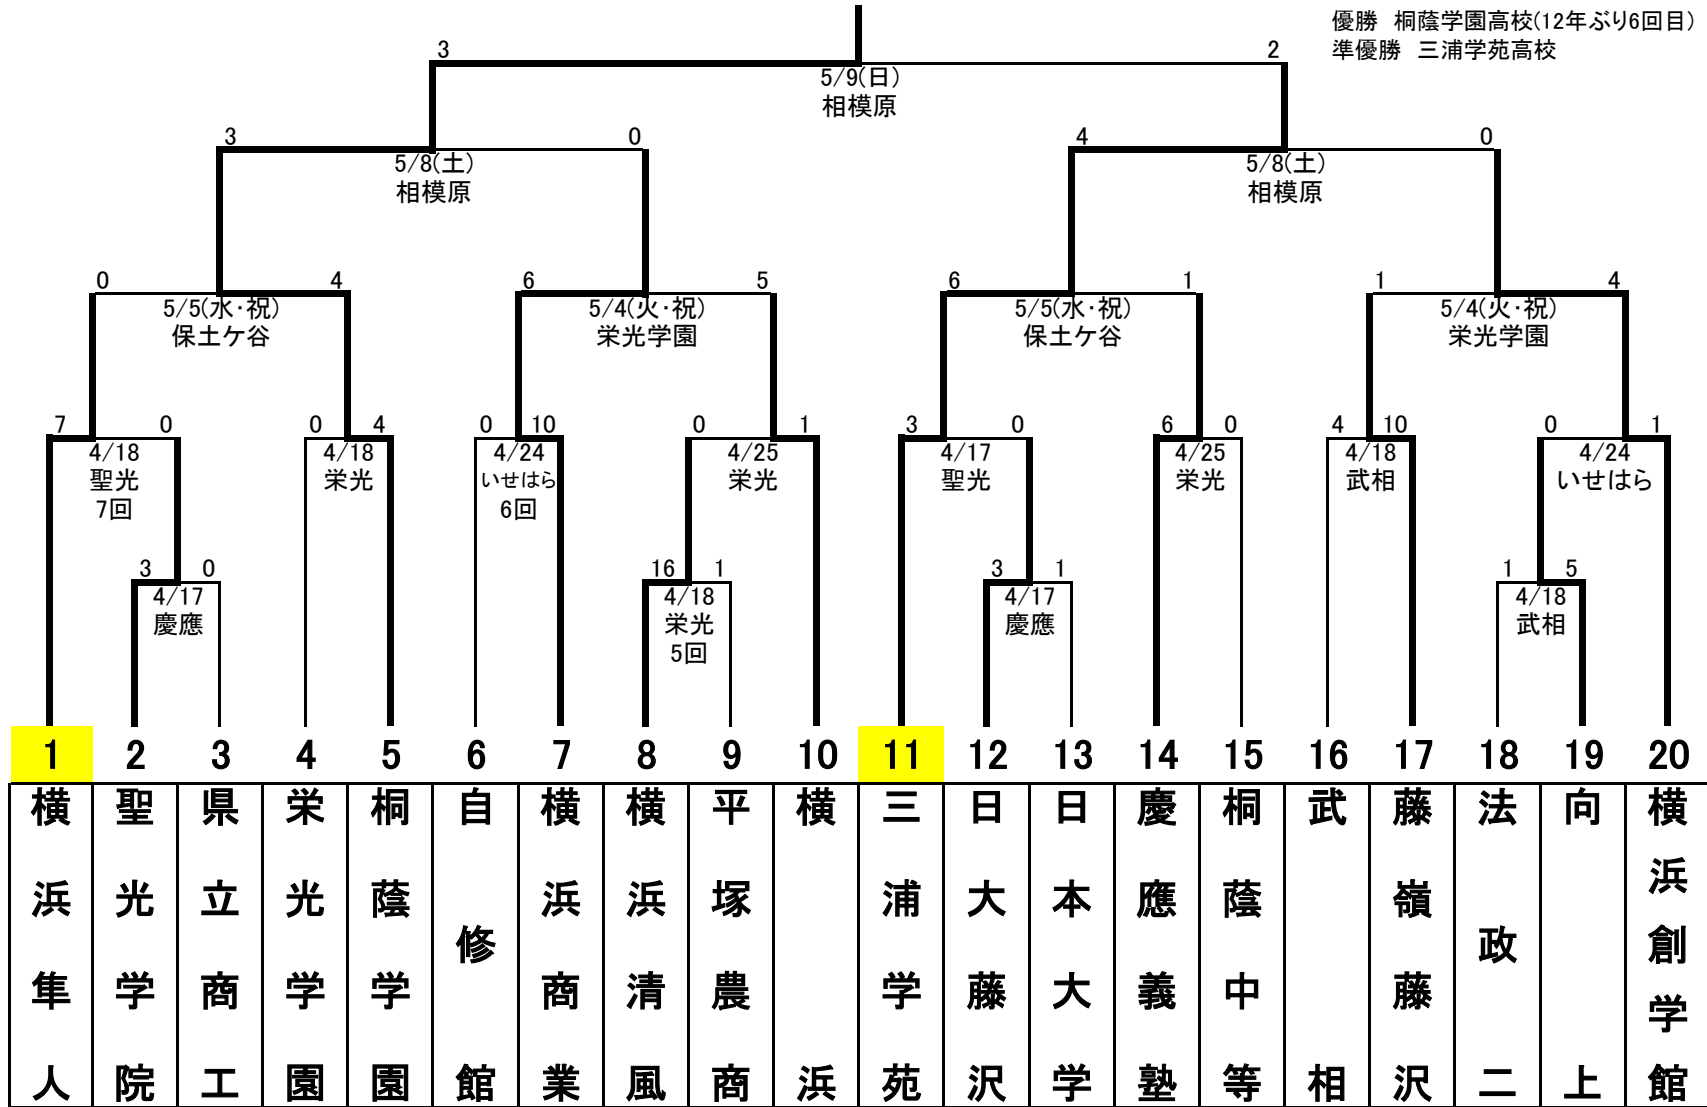 優勝 桐蔭学園高校(12年ぶり6回目)
準優勝 三浦学苑高校
3 2
5/9(日)
相模原
3 0 4 0
5/8(土) 5/8(土)
相模原 相模原
0 4 6 5 6 1 1 4
5/5(水・祝) 5/4(火・祝) 5/5(水・祝) 5/4(火・祝)
保土ケ谷 栄光学園 保土ケ谷 栄光学園
7 0 0 4 0 10 0 1 3 0 6 0 4 10 0 1
4/18 4/18 4/24 4/25 4/17 4/25 4/18 4/24
聖光 栄光 いせはら 栄光 聖光 栄光 武相 いせはら
7回 6回
3 0 16 1 3 1 1 5
4/17 4/18 4/17 4/18
慶應 栄光 慶應 武相
5回
1 2 3 4 5 6 7 8 9 10 11 12 13 14 15 16 17 18 19 20
横浜隼人
聖光学院
県立商工
栄光学園
桐蔭学園
自修館
横浜商業
横浜清風
平塚農商
横浜
三浦学苑
日大藤沢
日本大学
慶應義塾
桐蔭中等
武相
藤嶺藤沢
法政二
向上
横浜創学館